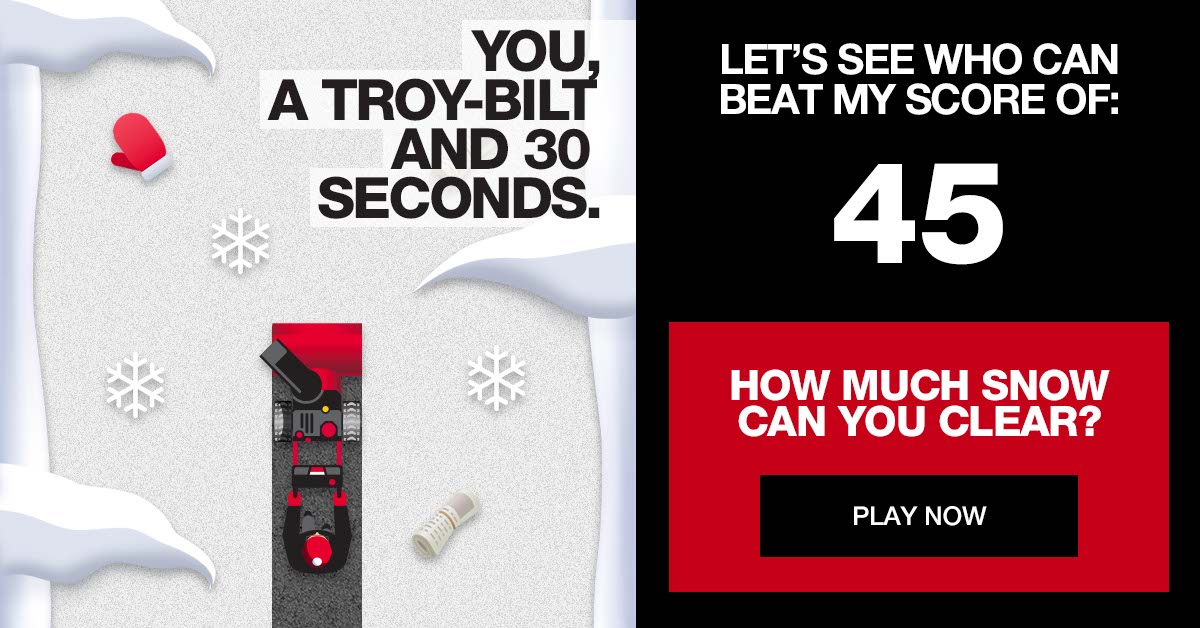 YOU,
A TROY-BILT
AND 30
SECONDS.
LET’S SEE WHO CAN
BEAT MY SCORE OF:
45
HOW MUCH SNOW
CAN YOU CLEAR?
PLAY NOW